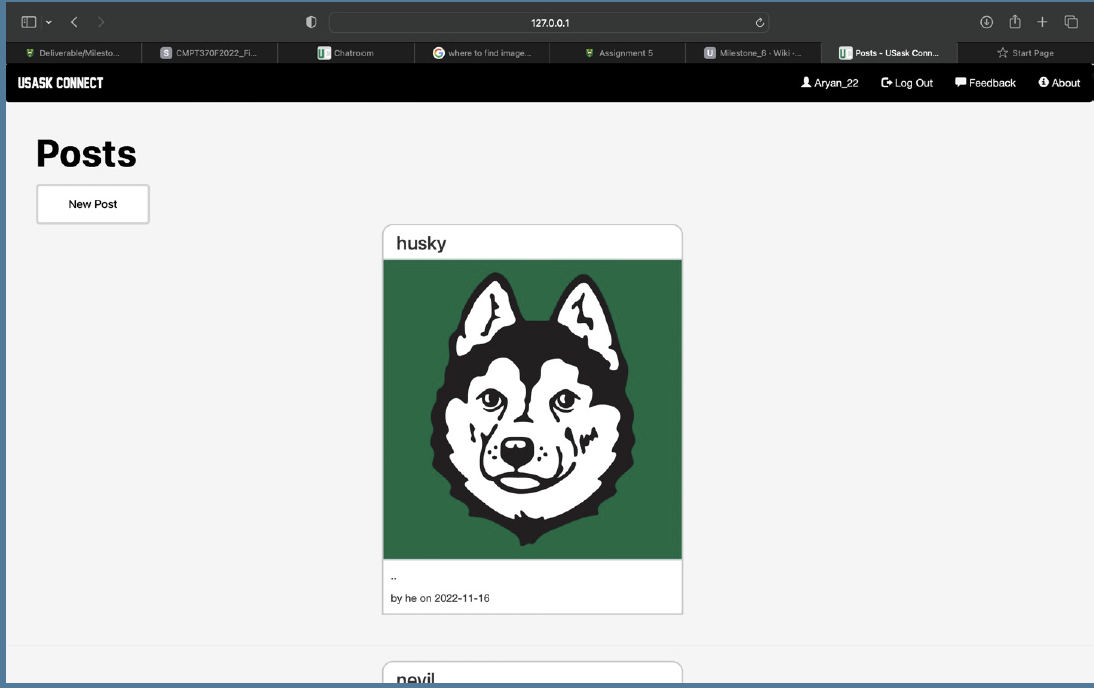 127.0.0.1
Deliverable/Milesto...
CMPT370F2022_Fi...
Chatroom
where to find image...
Assignment 5
Milestone_6 · Wiki ·...
Posts - USask Conn...
Start Page
USASK CONNECT
Aryan_22
Log Out
Feedback
About
Posts
New Post
husky
..
by he on 2022-11-16
nevil